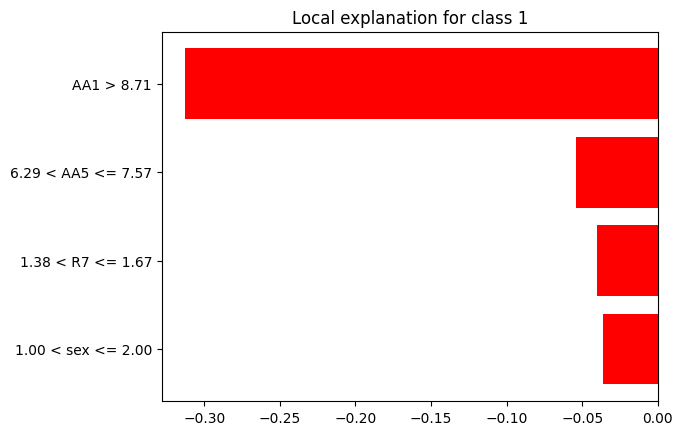 Local explanation for class 1
AA1 > 8.71
6.29 < AA5 <= 7.57
1.38 < R7 <= 1.67
1.00 < sex <= 2.00
−0.30 −0.25 −0.20 −0.15 −0.10 −0.05 0.00